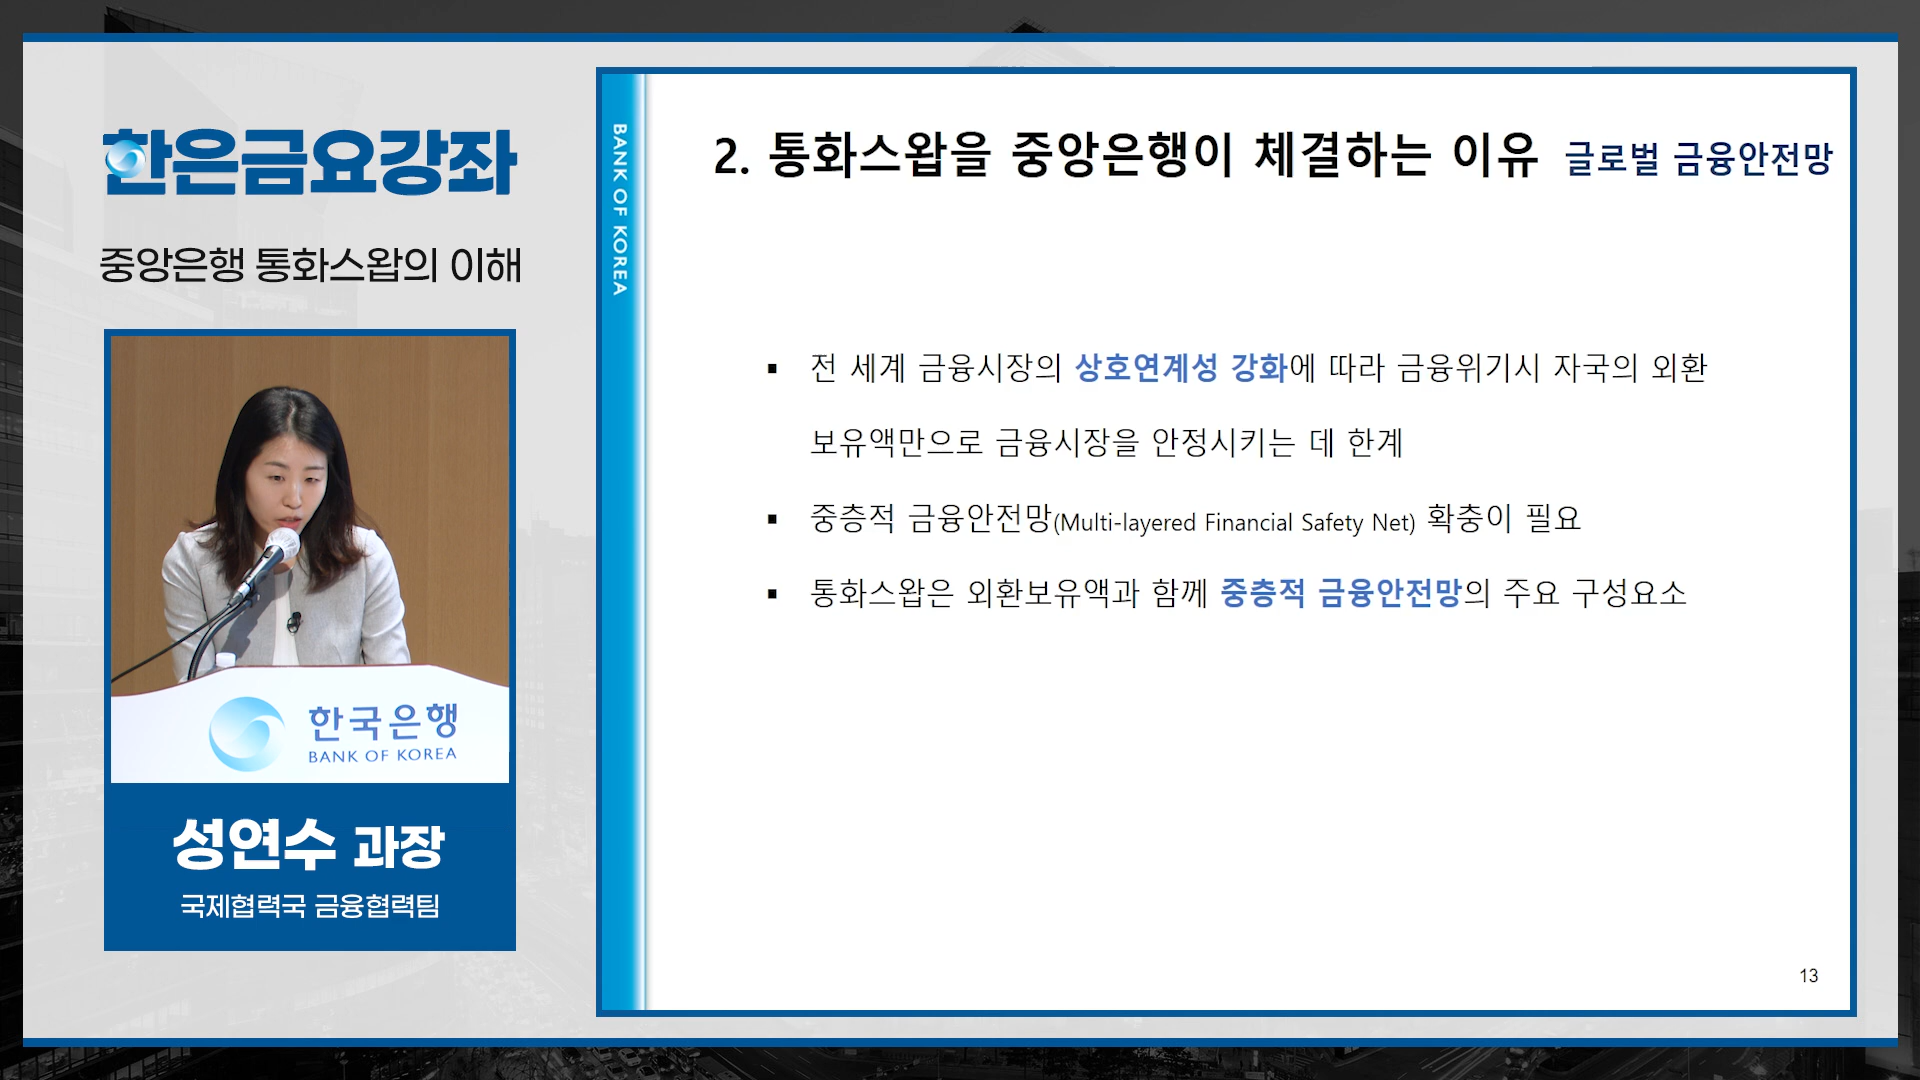 한은금요강좌
중앙은행 통화스왑의 이해
한국은행
BANK OF KOREA
성연수 과장
국제협력국 금융협력팀
BANK OF KOREA
2. 통화스왑을 중앙은행이 체결하는 이유 글로벌 금융안전망
▪ 전 세계 금융시장의 상호연계성 강화에 따라 금융위기시 자국의 외환
보유액만으로 금융시장을 안정시키는 데 한계
▪ 중층적 금융안전망(Multi-layered Financial Safety Net) 확충이 필요
▪ 통화스왑은 외환보유액과 함께 중층적 금융안전망의 주요 구성요소
13